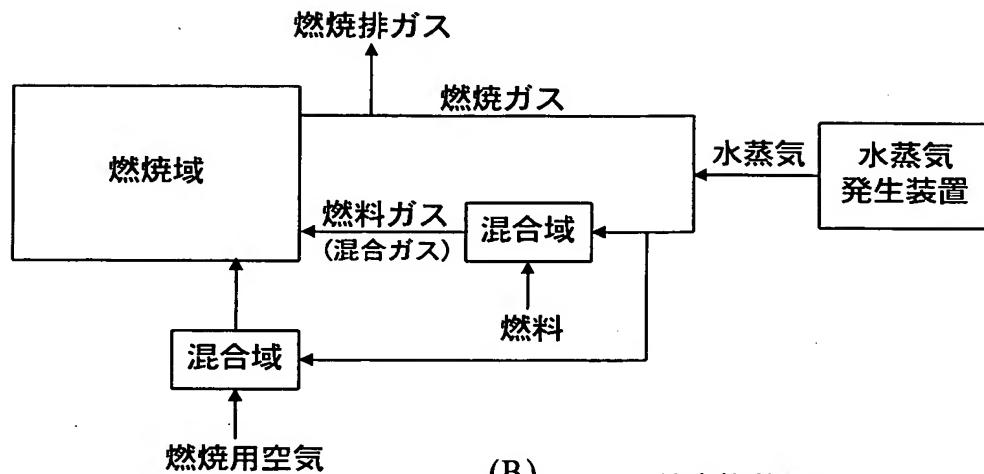 燃焼排ガス
燃焼ガス
燃焼域
水蒸気
水蒸気
発生装置
燃料ガス
(混合ガス)
混合域
燃料
混合域
燃焼用空気
(B)